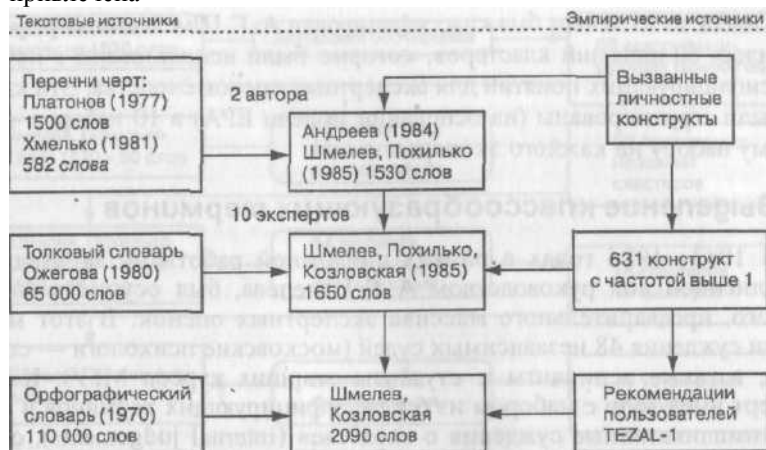 Текстовые источники
Эмпирические источники
Перечни черт:
Платонов (1977)
1500 слов
Хмелько (1981)
582 слова
2 автора
Андреев (1984)
Шмелев, Похилько
(1985) 1530 слов
Вызванные
личностные
конструкты
10 экспертов
Толковый словарь
Ожегова (1980)
65 000 слов
Шмелев, Похилько,
Козловская (1985)
1650 слов
631 конструкт
с частотой выше 1
Орфографический
словарь (1970)
110 000 слов
Шмелев,
Козловская
2090 слов
Рекомендации
пользователей
TEZAL-1